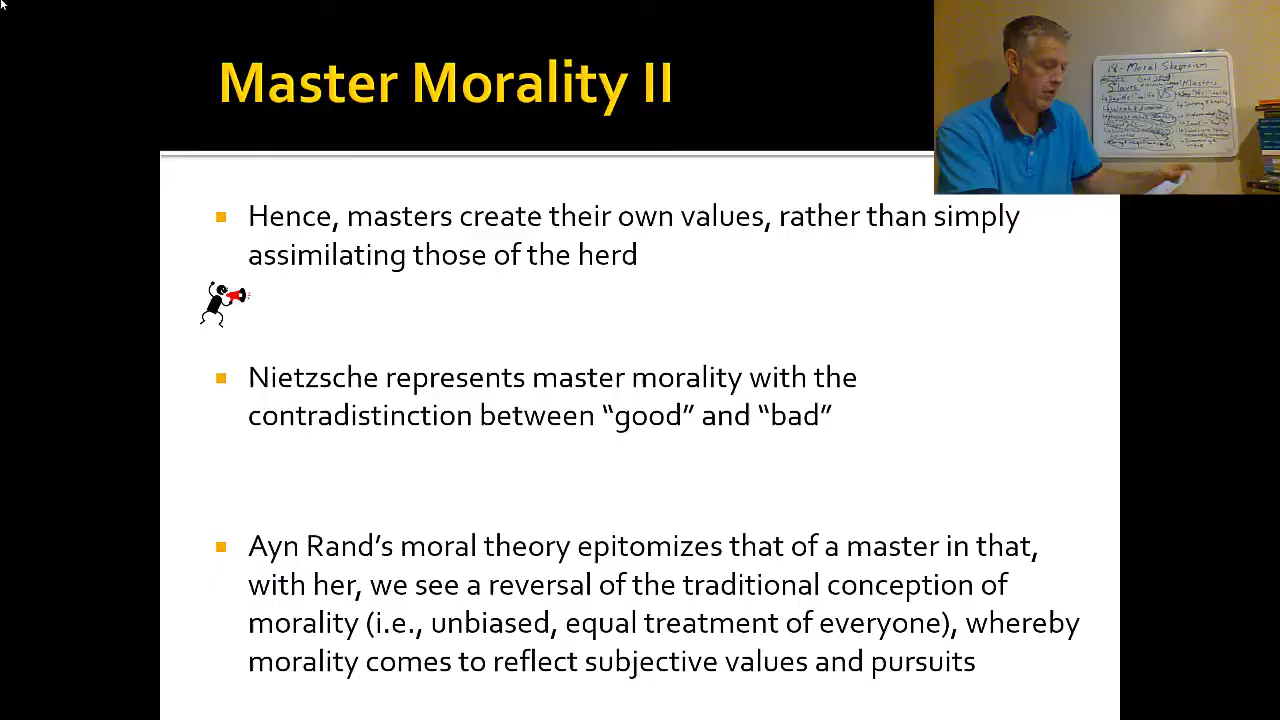 Master Morality II
18 - Moral Skepticism
Slaves
VS
Masters
Hence, masters create their own values, rather than simply
assimilating those of the herd
Nietzsche represents master morality with the
contradistinction between “good” and “bad”
Ayn Rand’s moral theory epitomizes that of a master in that,
with her, we see a reversal of the traditional conception of
morality (i.e., unbiased, equal treatment of everyone), whereby
morality comes to reflect subjective values and pursuits